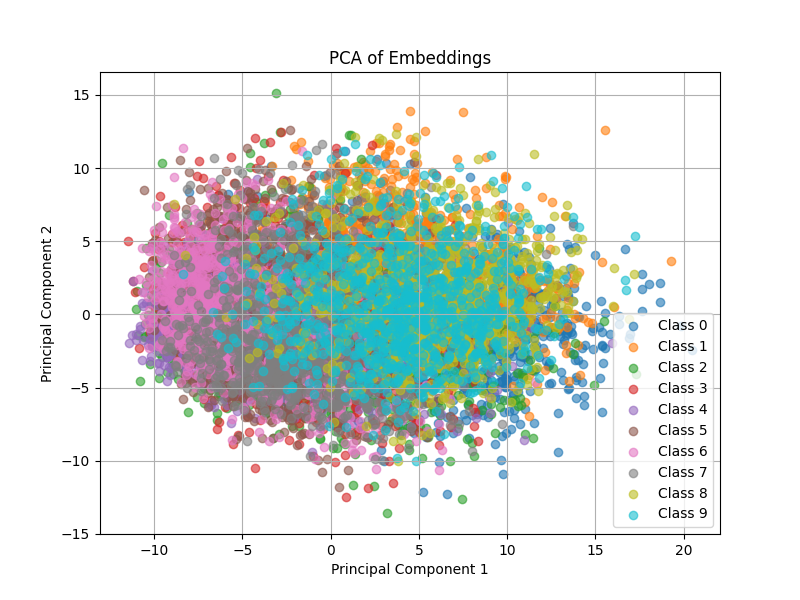 PCA of Embeddings
Principal Component 2
15
10
5
0
−5
−10
−15
−10
−5
0
5
10
15
20
Principal Component 1
Class 0
Class 1
Class 2
Class 3
Class 4
Class 5
Class 6
Class 7
Class 8
Class 9